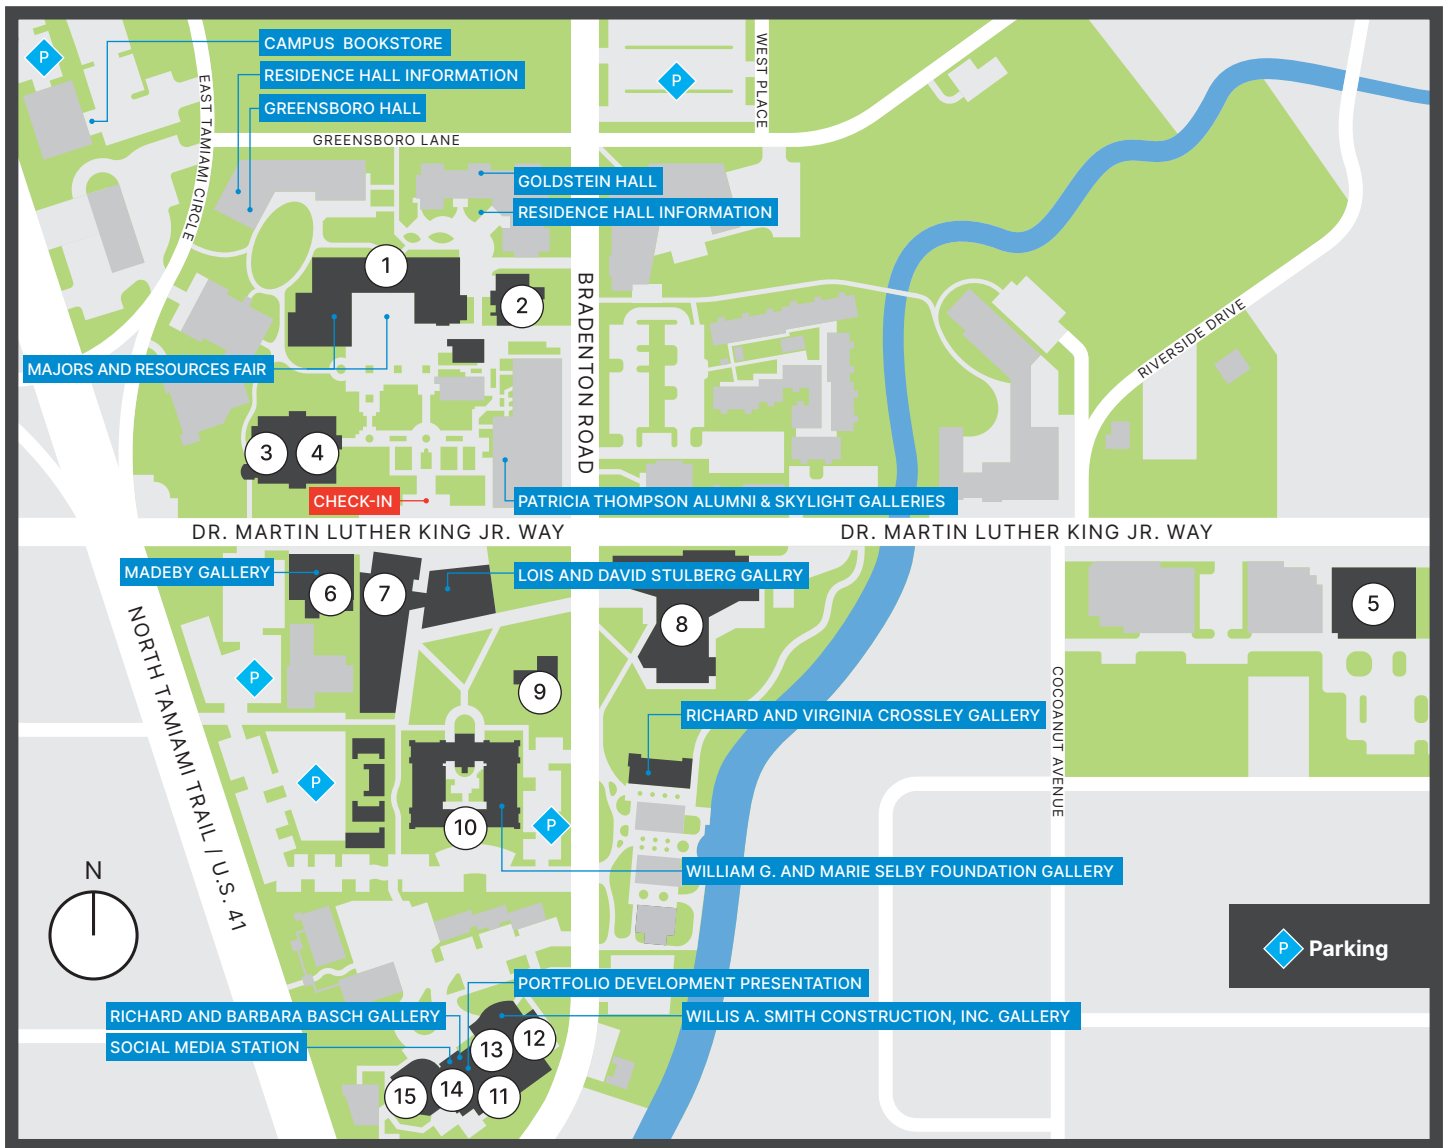 P
CAMPUS BOOKSTORE
RESIDENCE HALL INFORMATION
GREENSBORO HALL
P
WEST PLACE
EAST TAMIAMI CIRCLE
GREENSBORO LANE
GOLDSTEIN HALL
RESIDENCE HALL INFORMATION
1
2
BRADENTON ROAD
RIVERSIDE DRIVE
MAJORS AND RESOURCES FAIR
3
4
CHECK-IN
PATRICIA THOMPSON ALUMNI & SKYLIGHT GALLERIES
DR. MARTIN LUTHER KING JR. WAY
DR. MARTIN LUTHER KING JR. WAY
MADEBY GALLERY
LOIS AND DAVID STULBERG GALLRY
6
7
8
5
NORTH TAMIAMI TRAIL / U.S. 41
P
9
COCOANUT AVENUE
RICHARD AND VIRGINIA CROSSLEY GALLERY
P
10
P
WILLIAM G. AND MARIE SELBY FOUNDATION GALLERY
N
P Parking
PORTFOLIO DEVELOPMENT PRESENTATION
RICHARD AND BARBARA BASCH GALLERY
WILLIS A. SMITH CONSTRUCTION, INC. GALLERY
SOCIAL MEDIA STATION
12
13
14
11
15